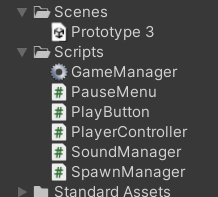 Scenes
Prototype 3
Scripts
GameManager
PauseMenu
PlayButton
PlayerController
SoundManager
SpawnManager
Standard Assets